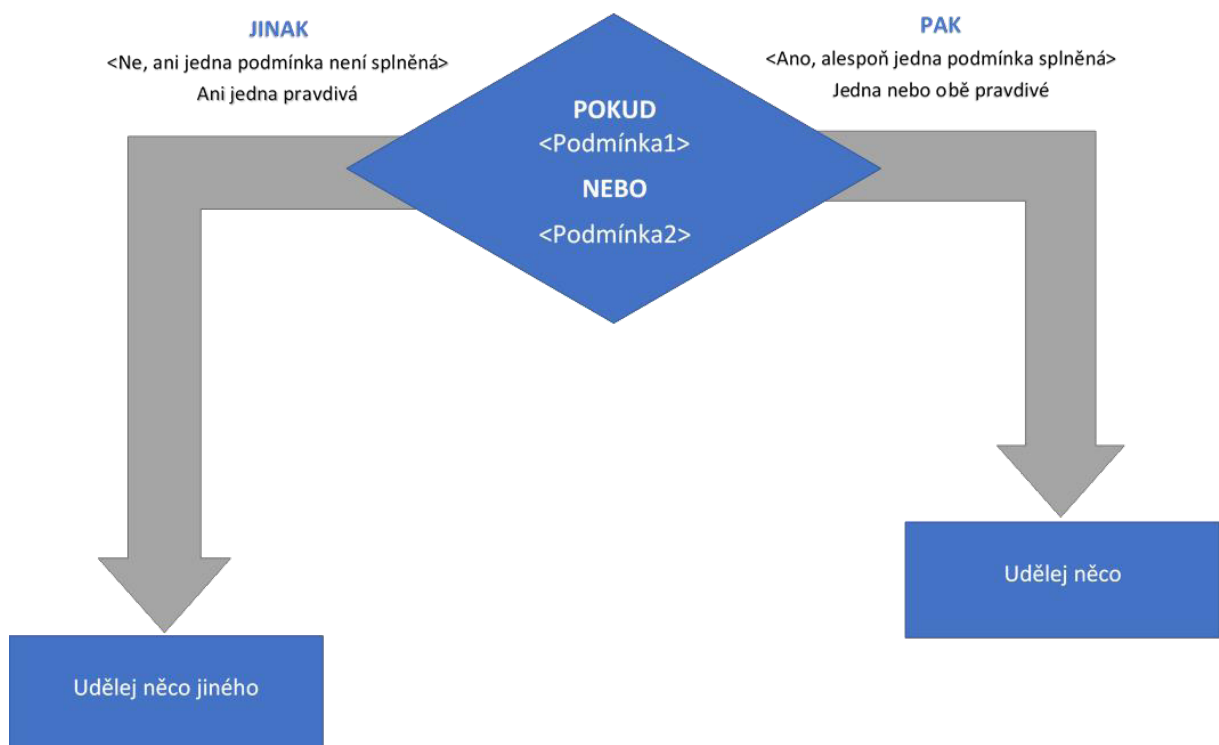 JINAK
<Ne, ani jedna podmínka není splněná>
Ani jedna pravdivá
PAK
<Ano, alespoň jedna podmínka splněná>
Jedna nebo obě pravdivé
POKUD
<Podmínka1>
NEBO
<Podmínka2>
Udělej něco
Udělej něco jiného